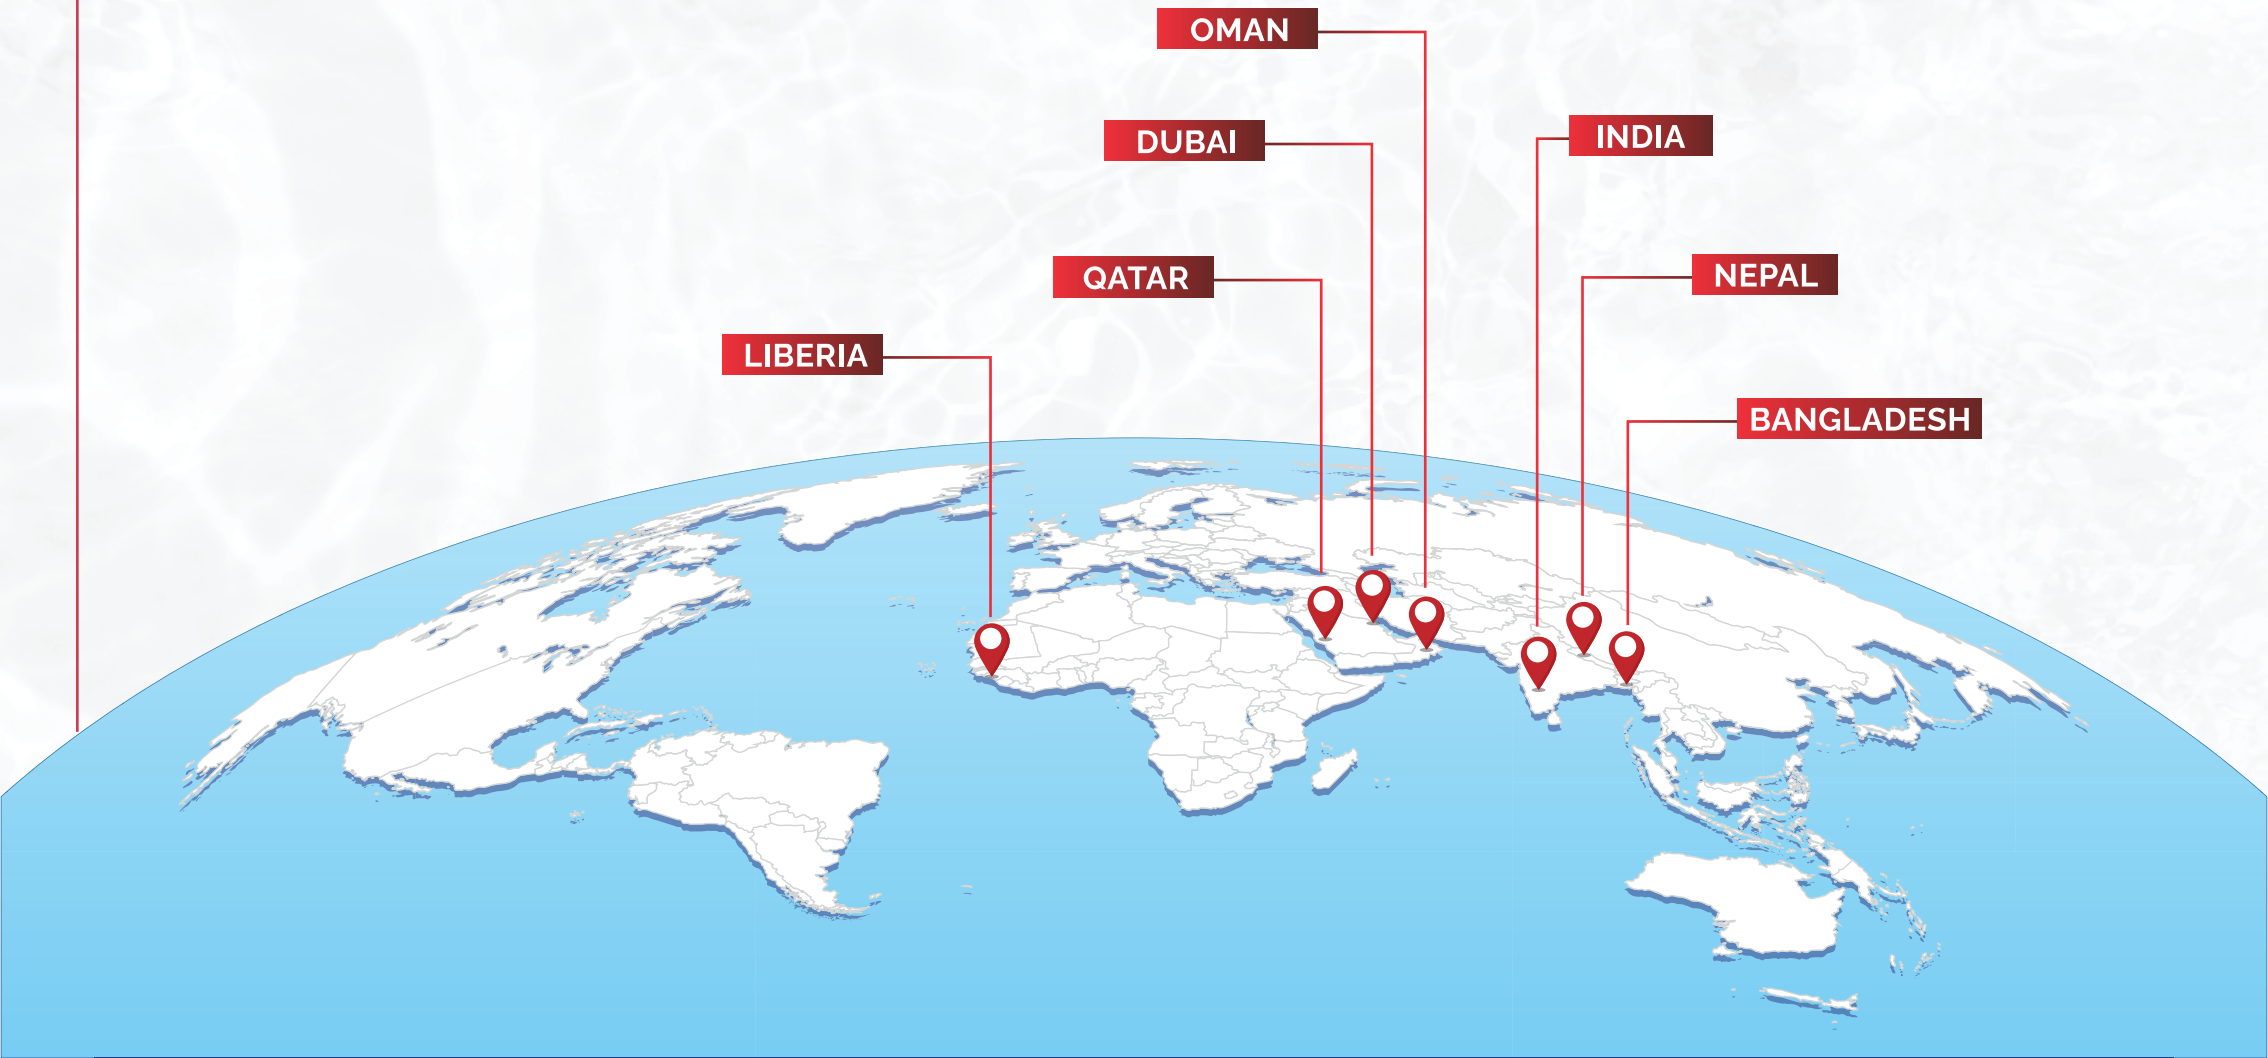 OMAN
DUBAI
INDIA
QATAR
NEPAL
LIBERIA
BANGLADESH